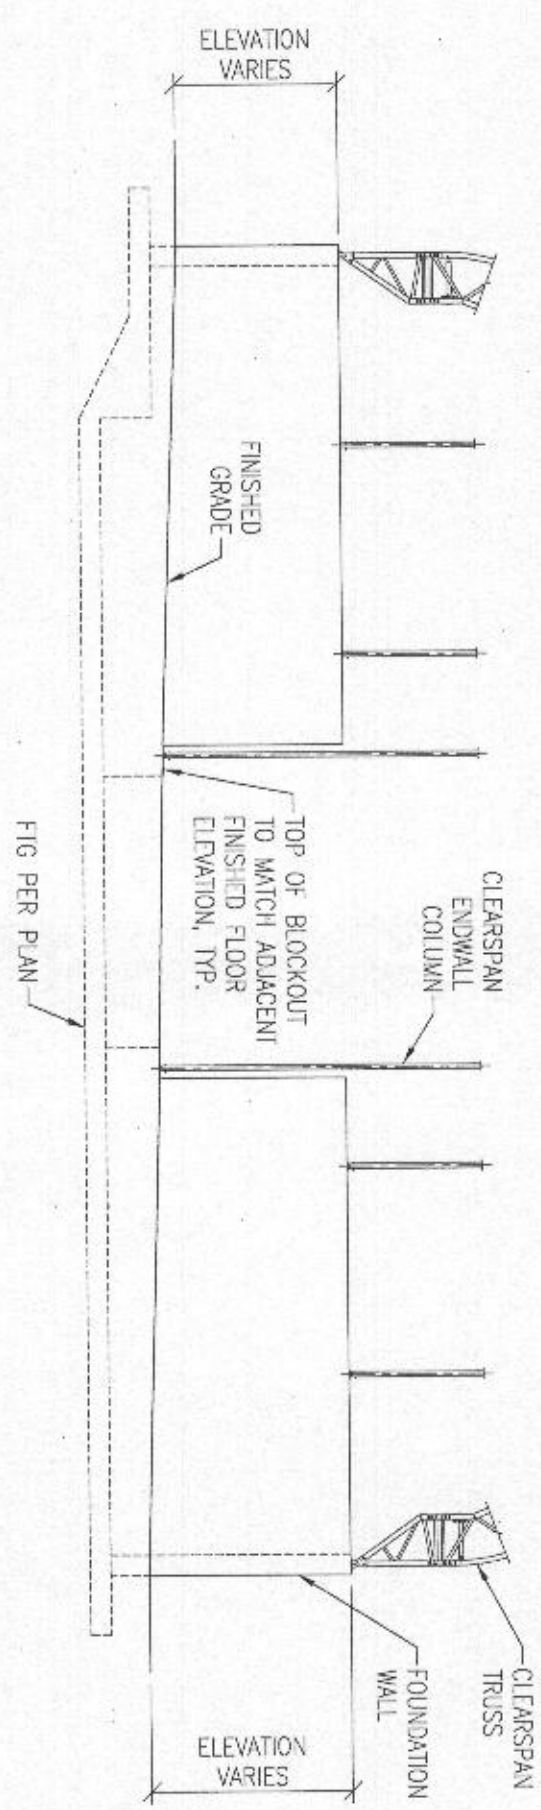 ELEVATION
VARIES
FINISHED
GRADE
TOP OF BLOCKOUT
TO MATCH ADJACENT
FINISHED FLOOR
ELEVATION, TYP.
CLEARSPAN
ENDWALL
COLUMN
FTG PER PLAN
CLEARSPAN
TRUSS
FOUNDATION
WALL
ELEVATION
VARIES